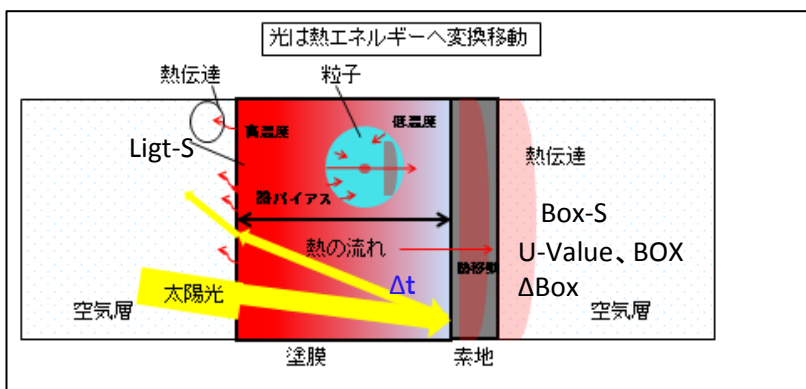 光は熱エネルギーへ変換移動
熱伝達
粒子
高温度
低温度
Ligt-S
熱伝達
熱バイアス
Box-S
熱の流れ
U-Value、BOX
熱移動
Δt
ΔBox
太陽光
空気層
空気層
塗膜
素地